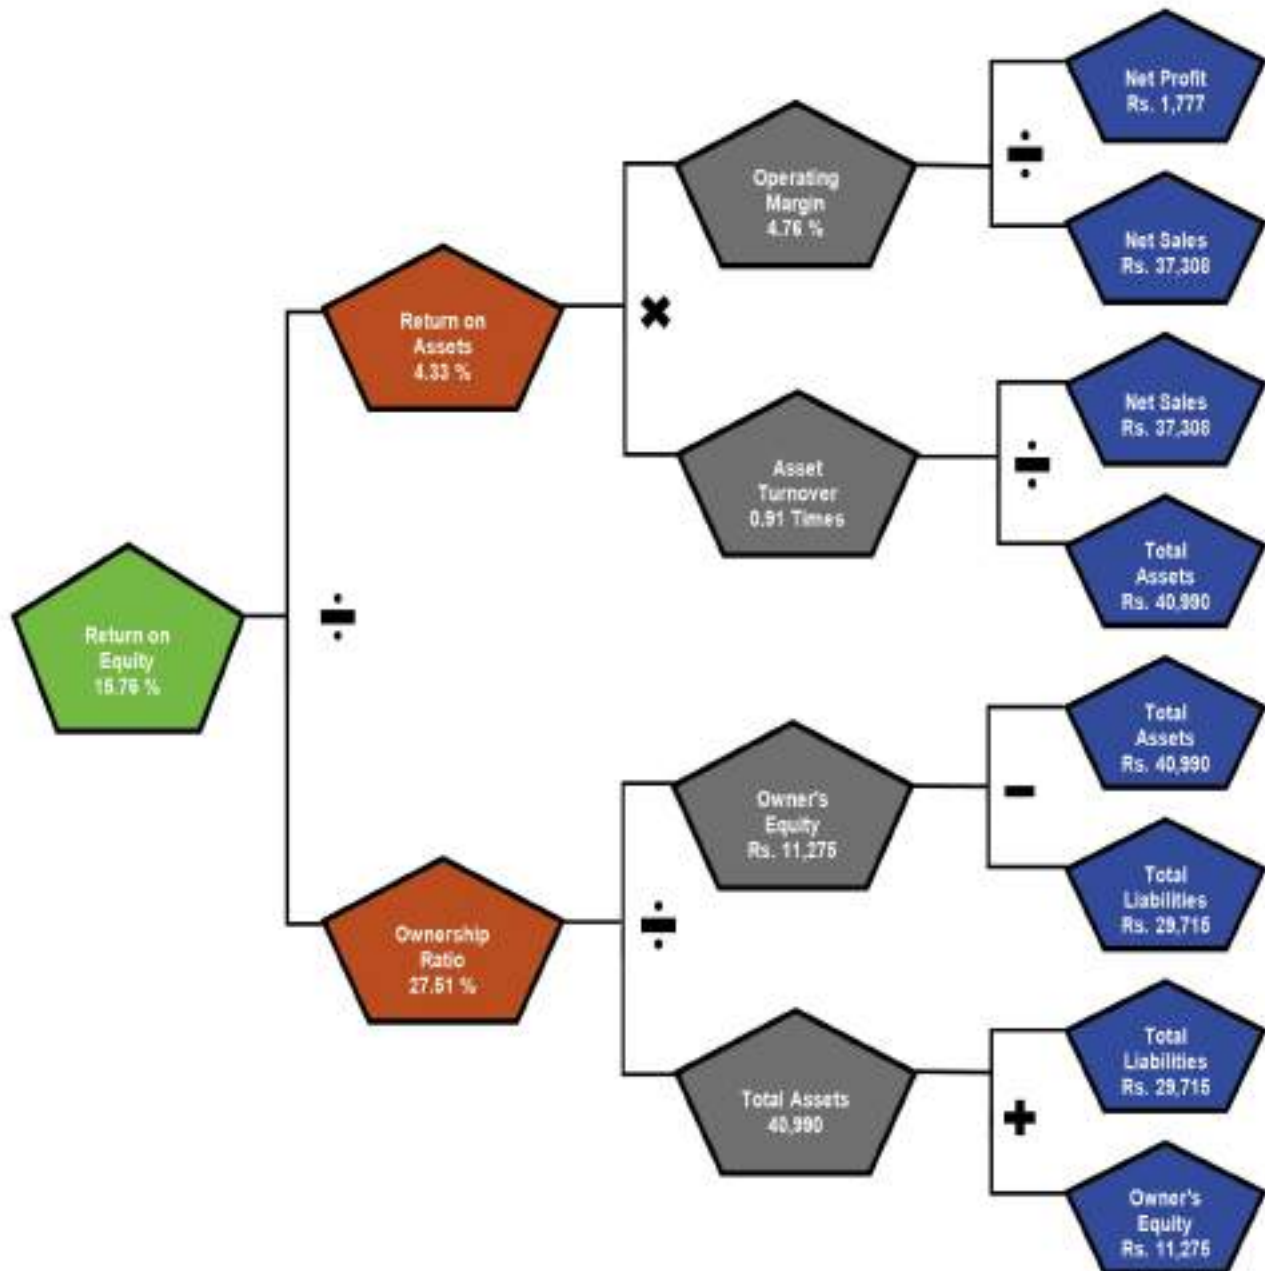 Net Profit
Rs. 1,777
Operating
Margin
4.76 %
Net Sales
Rs. 37,308
Return on
Assets
4.33 %
Net Sales
Rs. 37,308
Asset
Turnover
0.91 Times
Total
Assets
Rs. 40,990
Return on
Equity
15.76 %
Total
Assets
Rs. 40,990
Owner's
Equity
Rs. 11,275
Total
Liabilities
Rs. 29,715
Ownership
Ratio
27.51 %
Total
Liabilities
Rs. 29,715
Total Assets
40,990
Owner's
Equity
Rs. 11,275